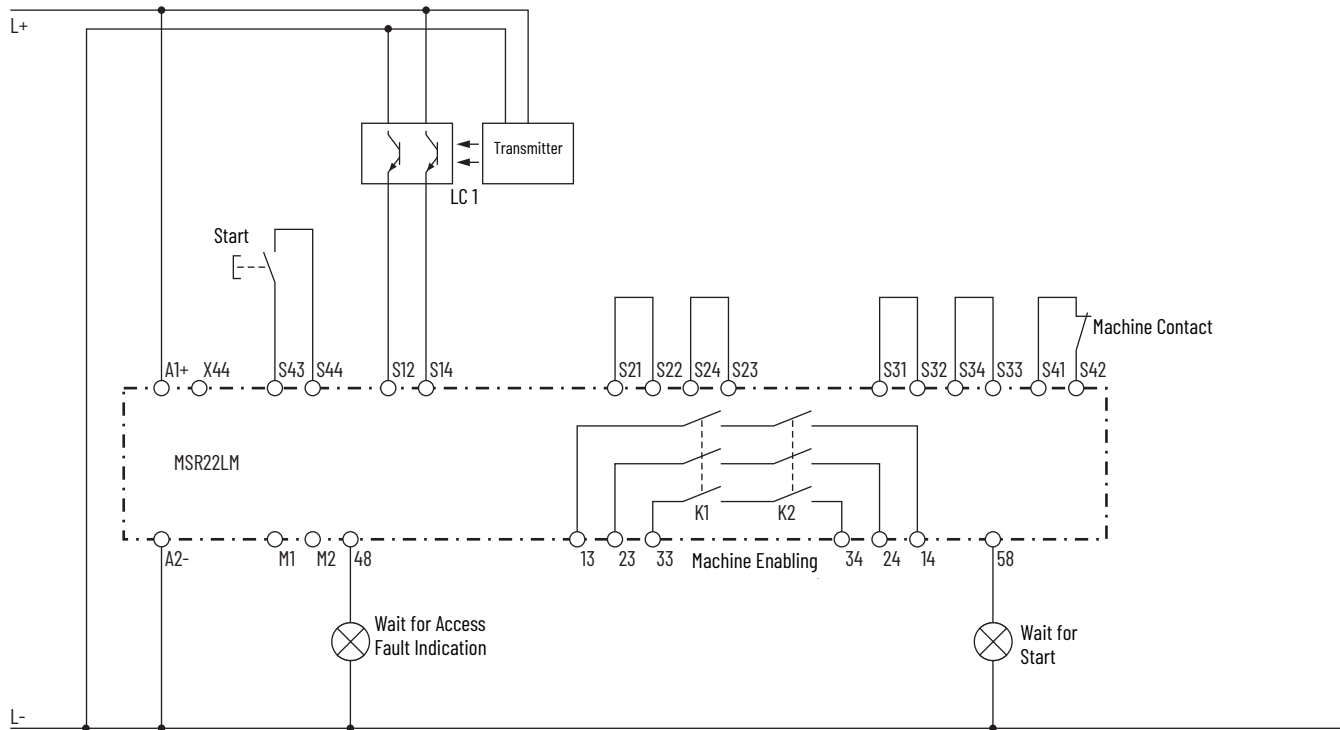 L+
Transmitter
LC 1
Start
Machine Contact
A1+ X44 S43 S44 S12 S14 S21 S22 S24 S23 S31 S32 S34 S33 S41 S42
MSR22LM
K1 K2
A2- M1 M2 48 13 23 33 Machine Enabling 34 24 14 58
Wait for Access
Fault Indication
Wait for
Start
L-